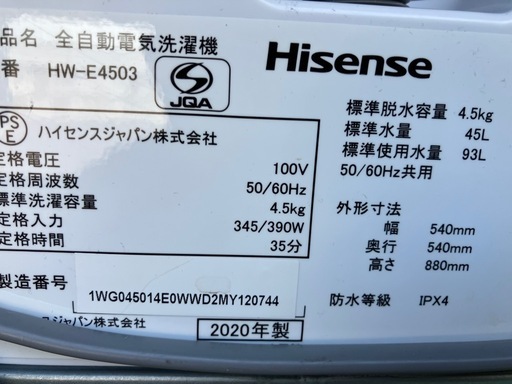 品名 全自動電気洗濯機
番 HW-E4503
S
JQA
Hisense
PS
E
ハイセンスジャパン株式会社
定格電圧 100V
定格周波数 50/60Hz
標準洗濯容量 4.5kg
定格入力 345/390W
定格時間 35分
製造番号
1WG045014E0WWD2MY120744
スジャパン株式会社
2020年製
標準脱水容量 4.5kg
標準水量 45L
標準使用水量 93L
50/60Hz共用
外形寸法
幅 540mm
奥行 540mm
高さ 880mm
防水等級 IPX4